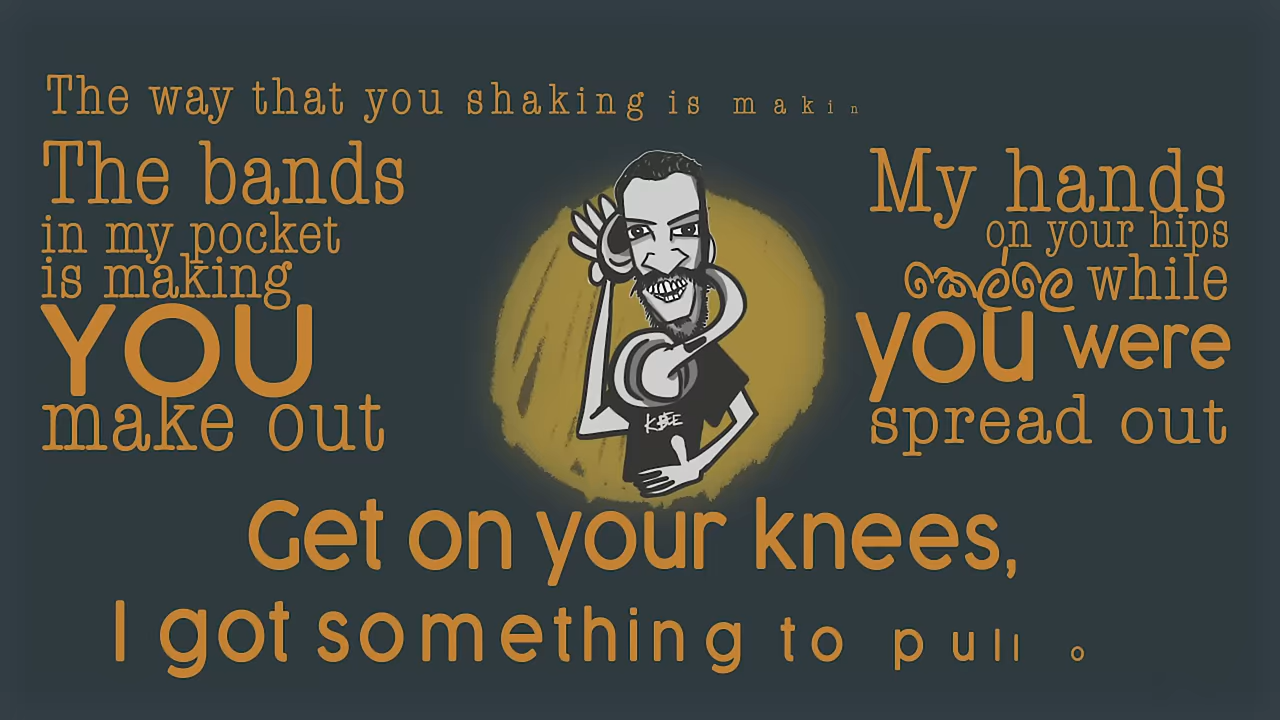 The way that you shaking is makin
The bands
in my pocket
is making
YOU
make out
My hands
on your hips
කෙල්ලෙ while
you were
spread out
K-BEE
Get on your knees,
I got something to pull o